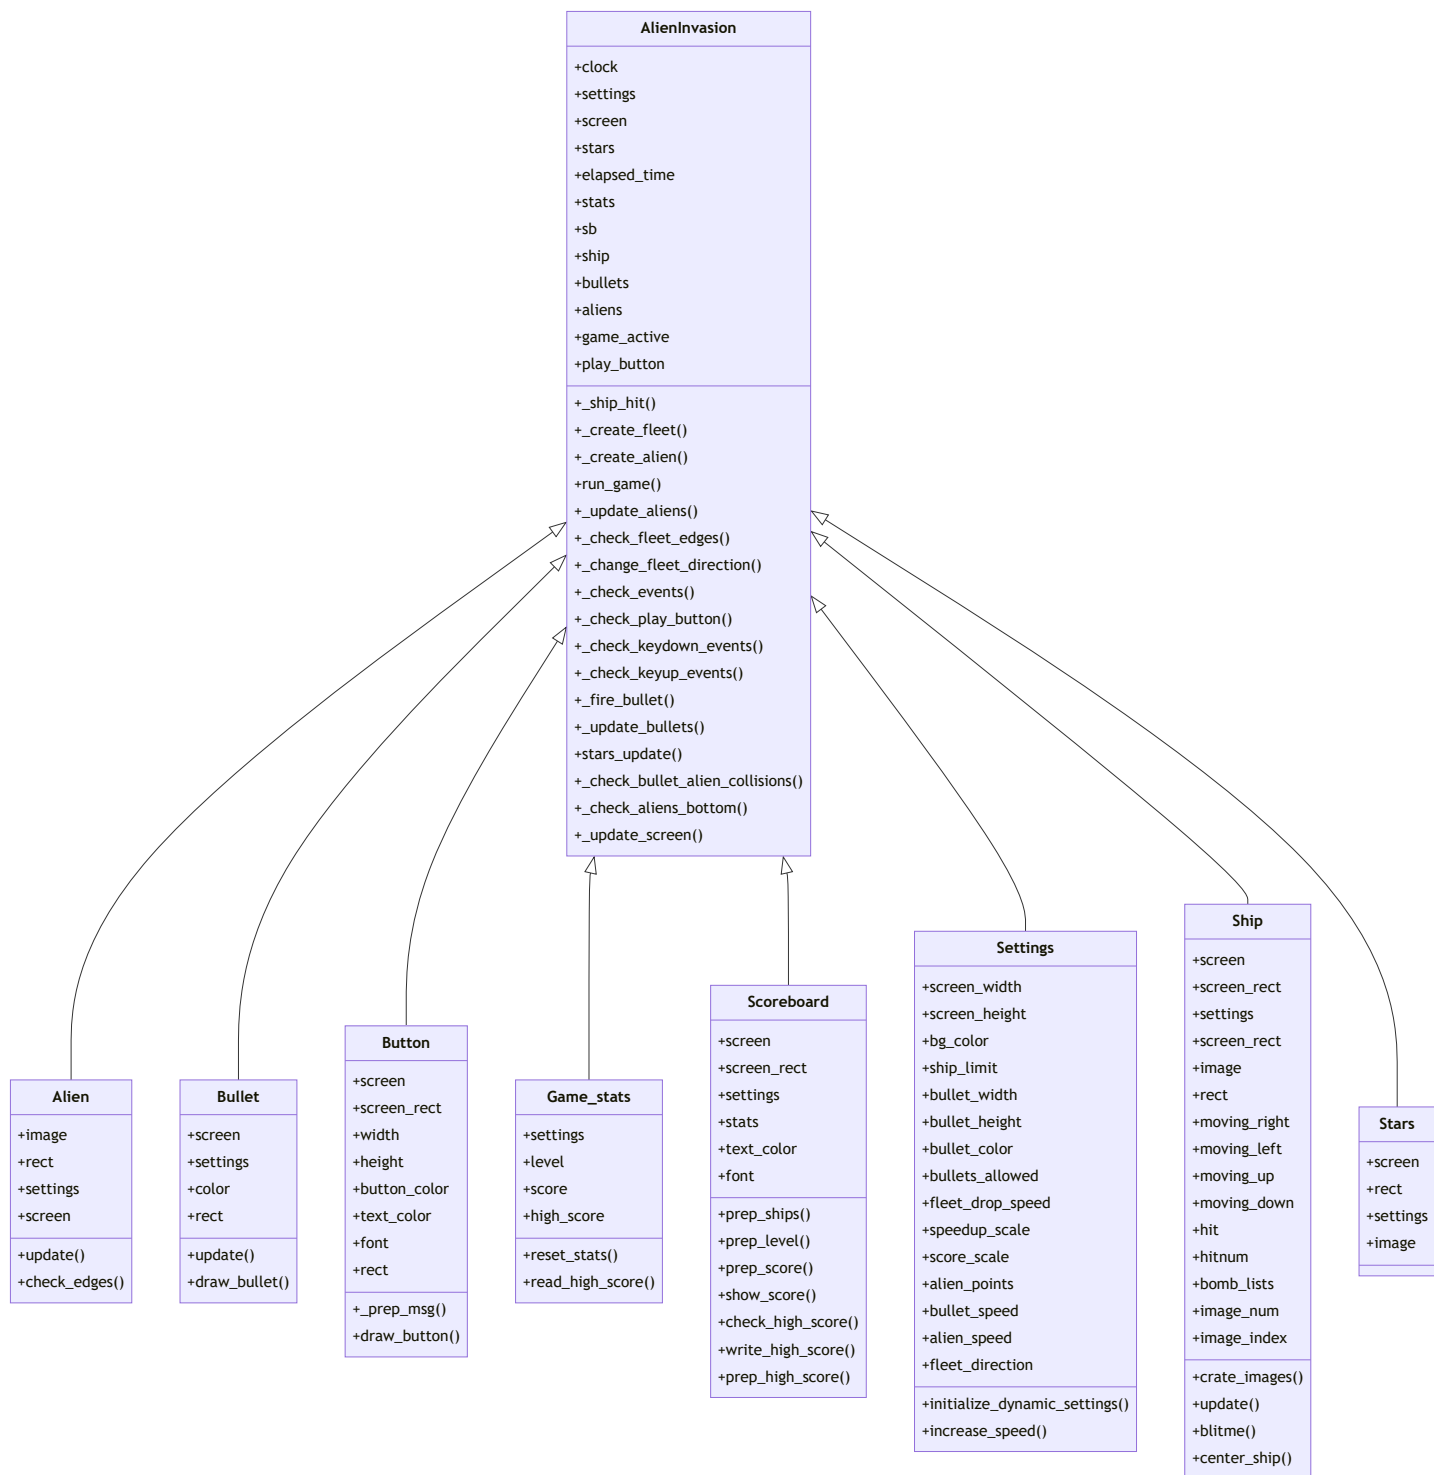 AlienInvasion
+clock
+settings
+screen
+stars
+elapsed_time
+stats
+sb
+ship
+bullets
+aliens
+game_active
+play_button
+_ship_hit()
+_create_fleet()
+_create_alien()
+run_game()
+_update_aliens()
+_check_fleet_edges()
+_change_fleet_direction()
+_check_events()
+_check_play_button()
+_check_keydown_events()
+_check_keyup_events()
+_fire_bullet()
+_update_bullets()
+stars_update()
+_check_bullet_alien_collisions()
+_check_aliens_bottom()
+_update_screen()
Alien
+image
+rect
+settings
+screen
+update()
+check_edges()
Bullet
+screen
+settings
+color
+rect
+update()
+draw_bullet()
Button
+screen
+screen_rect
+width
+height
+button_color
+text_color
+font
+rect
+_prep_msg()
+draw_button()
Game_stats
+settings
+level
+score
+high_score
+reset_stats()
+read_high_score()
Scoreboard
+screen
+screen_rect
+settings
+stats
+text_color
+font
+prep_ships()
+prep_level()
+prep_score()
+show_score()
+check_high_score()
+write_high_score()
+prep_high_score()
Settings
+screen_width
+screen_height
+bg_color
+ship_limit
+bullet_width
+bullet_height
+bullet_color
+bullets_allowed
+fleet_drop_speed
+speedup_scale
+score_scale
+alien_points
+bullet_speed
+alien_speed
+fleet_direction
+initialize_dynamic_settings()
+increase_speed()
Ship
+screen
+screen_rect
+settings
+screen_rect
+image
+rect
+moving_right
+moving_left
+moving_up
+moving_down
+hit
+hitnum
+bomb_lists
+image_num
+image_index
+crate_images()
+update()
+blitme()
+center_ship()
Stars
+screen
+rect
+settings
+image